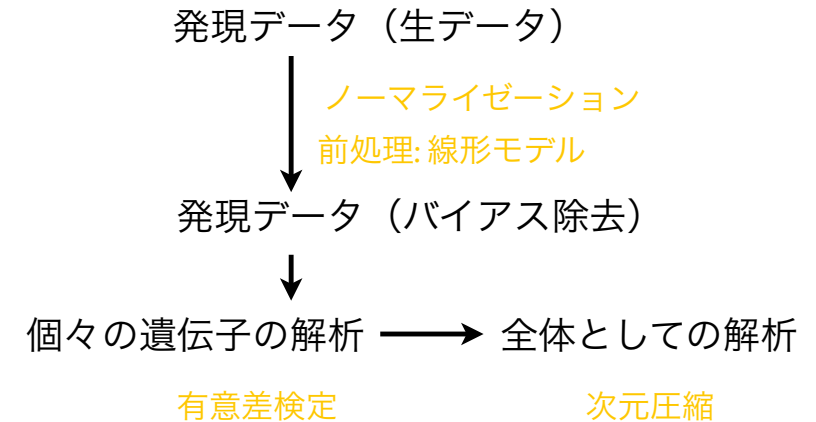 発現データ（生データ）
ノーマライゼーション
前処理: 線形モデル
発現データ（バイアス除去）
個々の遺伝子の解析
全体としての解析
有意差検定
次元圧縮